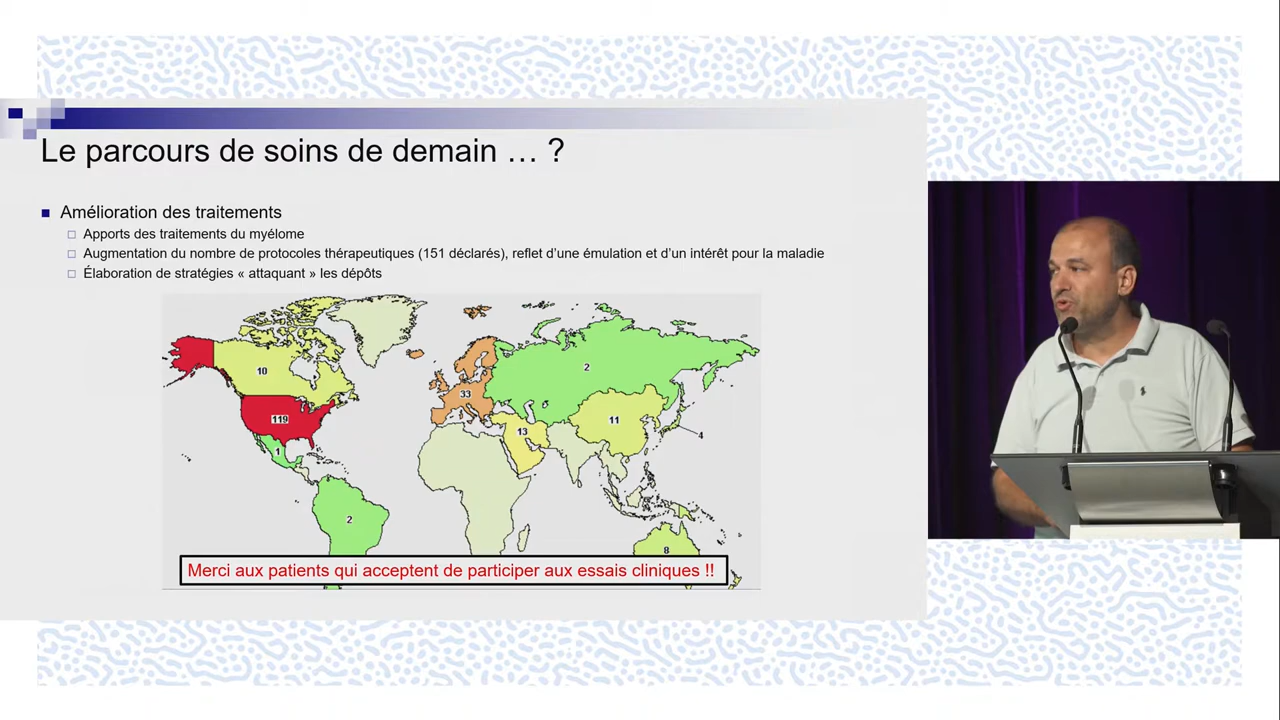 Le parcours de soins de demain … ?
Amélioration des traitements
Apports des traitements du myélome
Augmentation du nombre de protocoles thérapeutiques (151 déclarés), reflet d’une émulation et d’un intérêt pour la maladie
Élaboration de stratégies « attaquant » les dépôts
10
2
33
119
11
13
4
1
2
8
Merci aux patients qui acceptent de participer aux essais cliniques !!